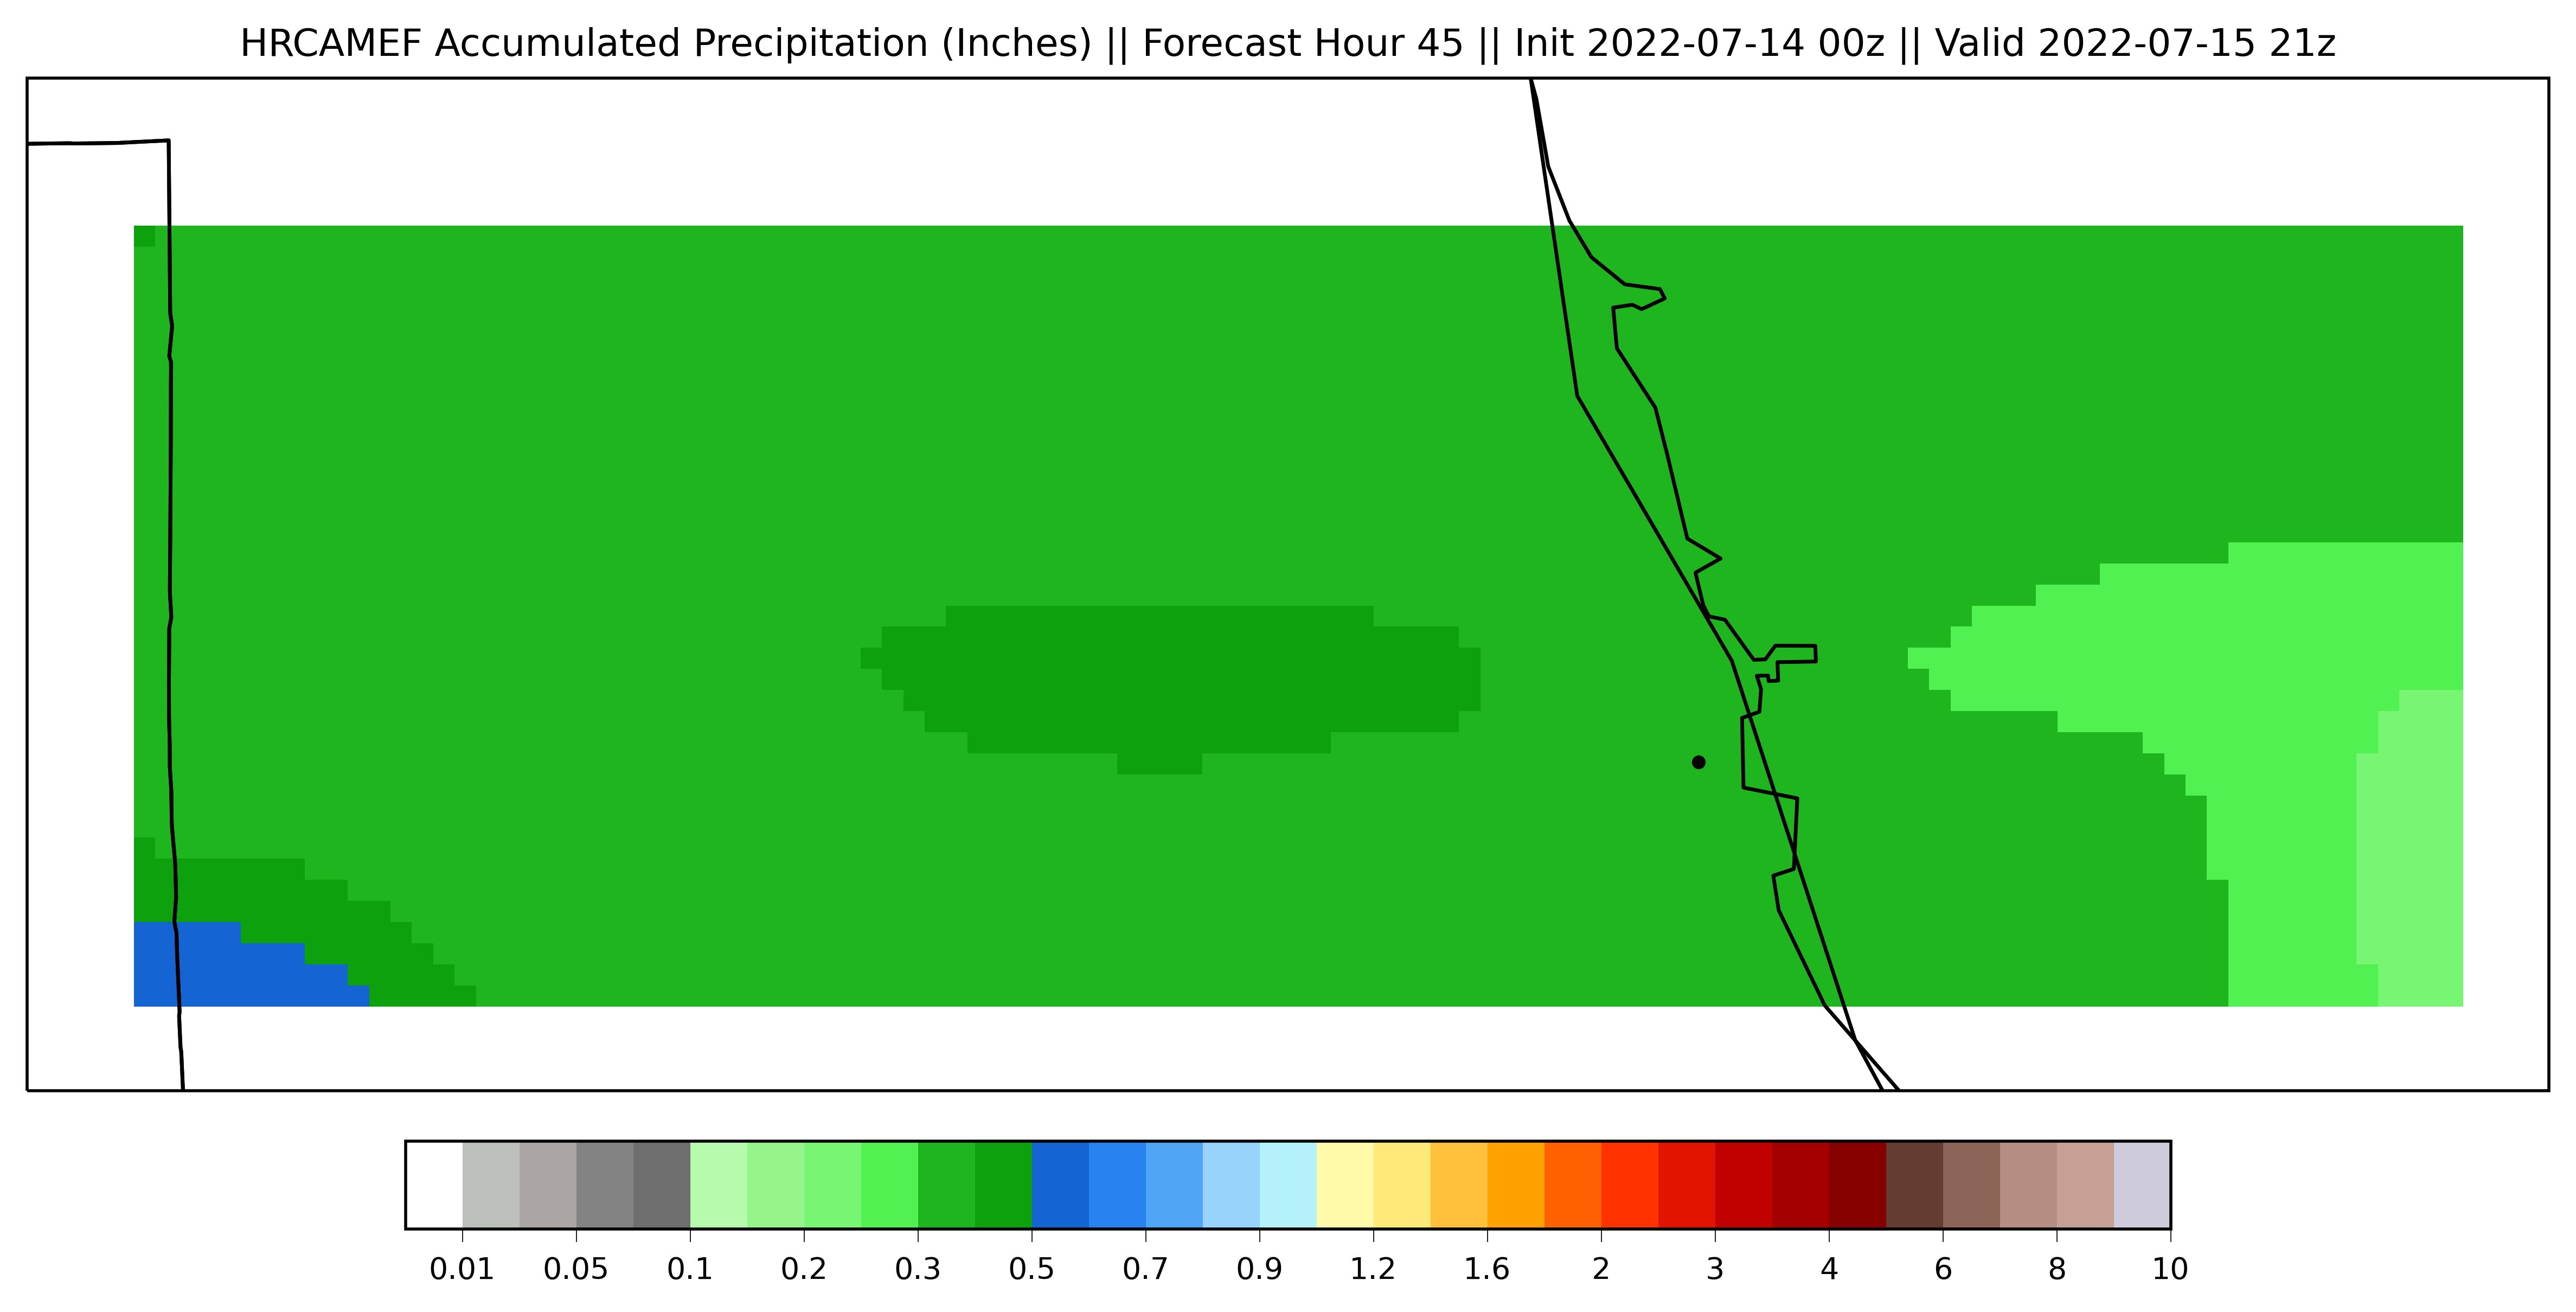 HRCAMEF Accumulated Precipitation (Inches) || Forecast Hour 45 || Init 2022-07-14 00z || Valid 2022-07-15 21z
0.01 0.05 0.1 0.2 0.3 0.5 0.7 0.9 1.2 1.6 2 3 4 6 8 10